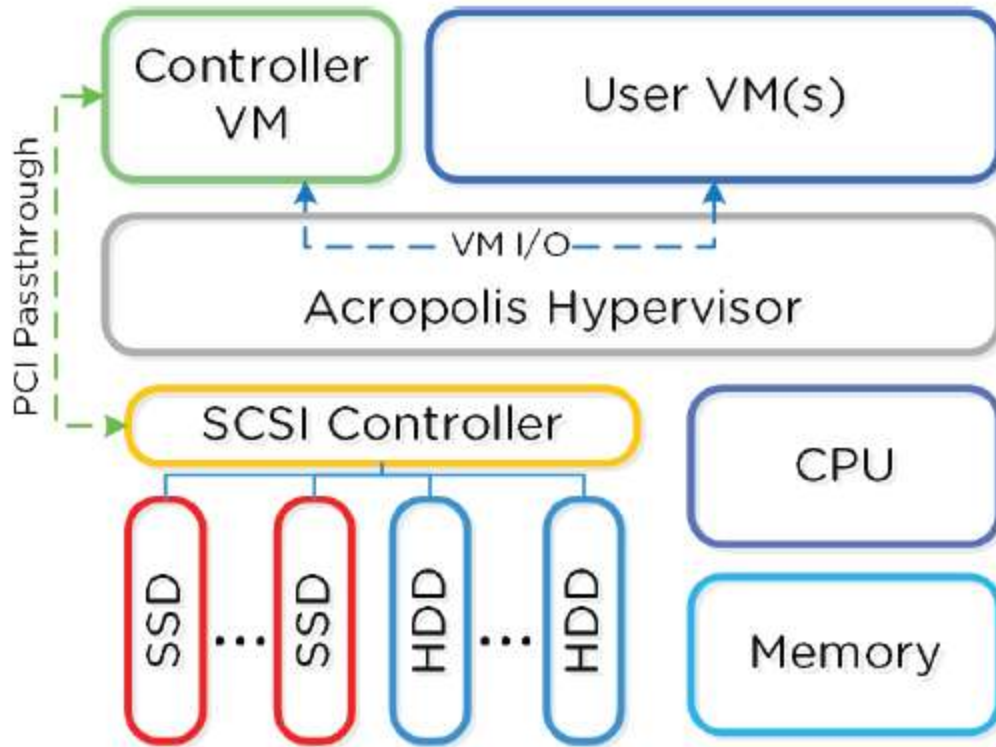 Controller
VM
User VM(s)
PCI Passthrough
VM I/O
Acropolis Hypervisor
SCSI Controller
CPU
SSD
...
SSD
HDD
...
HDD
Memory